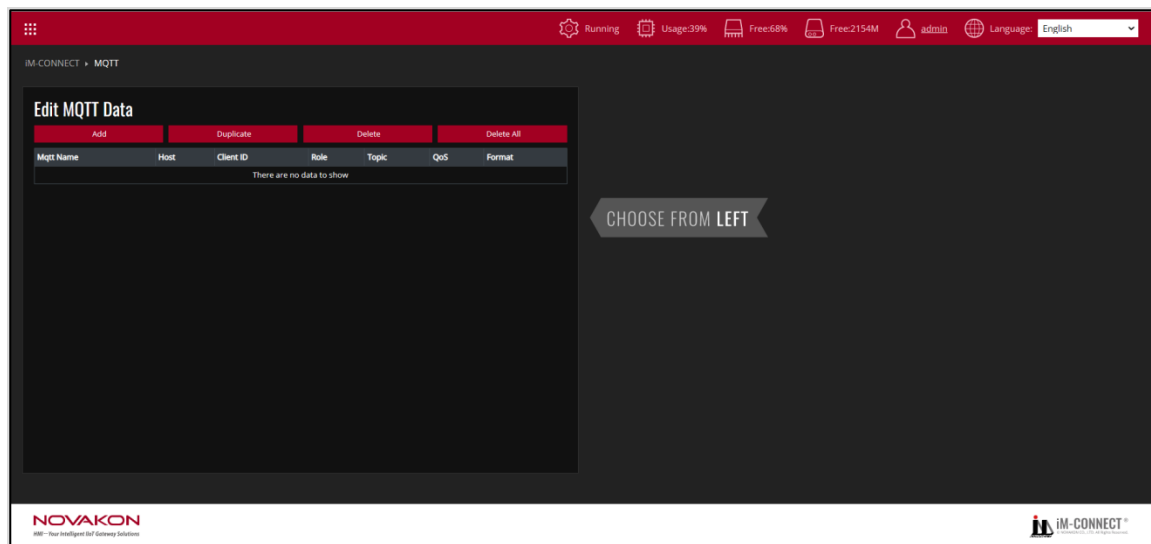 Running Usage:39% Free:68% Free:2154M admin Language: English
iM-CONNECT ▸ MQTT
Edit MQTT Data
Add Duplicate Delete Delete All
Mqtt Name Host Client ID Role Topic QoS Format
There are no data to show
CHOOSE FROM LEFT
NOVAKON
HMI – Your Intelligent IIoT Gateway Solutions
iM-CONNECT ®